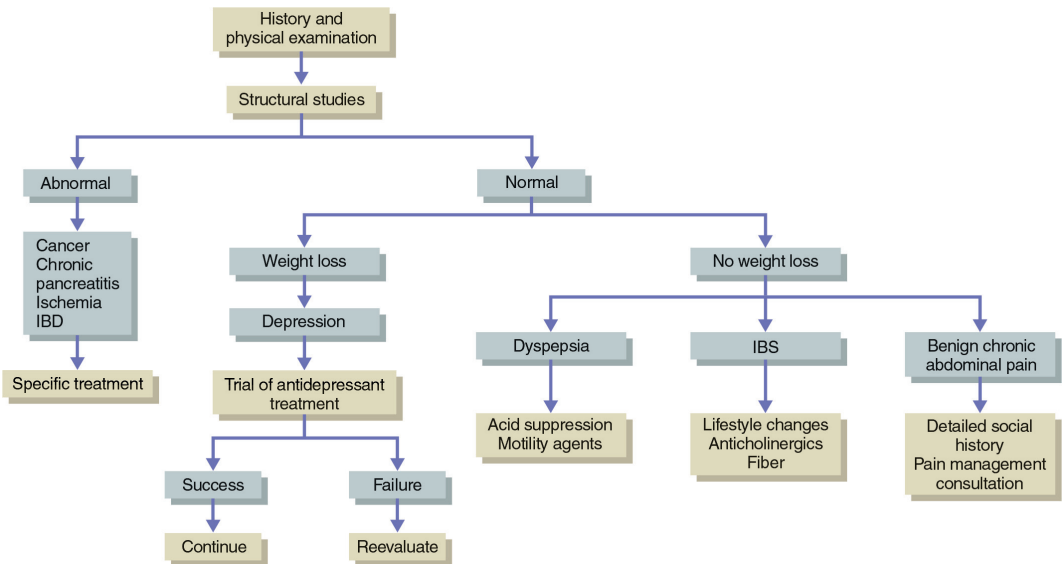 History and
physical examination
Structural studies
Abnormal
Normal
Cancer
Chronic
pancreatitis
Ischemia
IBD
Weight loss
No weight loss
Depression
Dyspepsia
IBS
Benign chronic
abdominal pain
Specific treatment
Trial of antidepressant
treatment
Acid suppression
Motility agents
Lifestyle changes
Anticholinergics
Fiber
Detailed social
history
Pain management
consultation
Success
Failure
Continue
Reevaluate